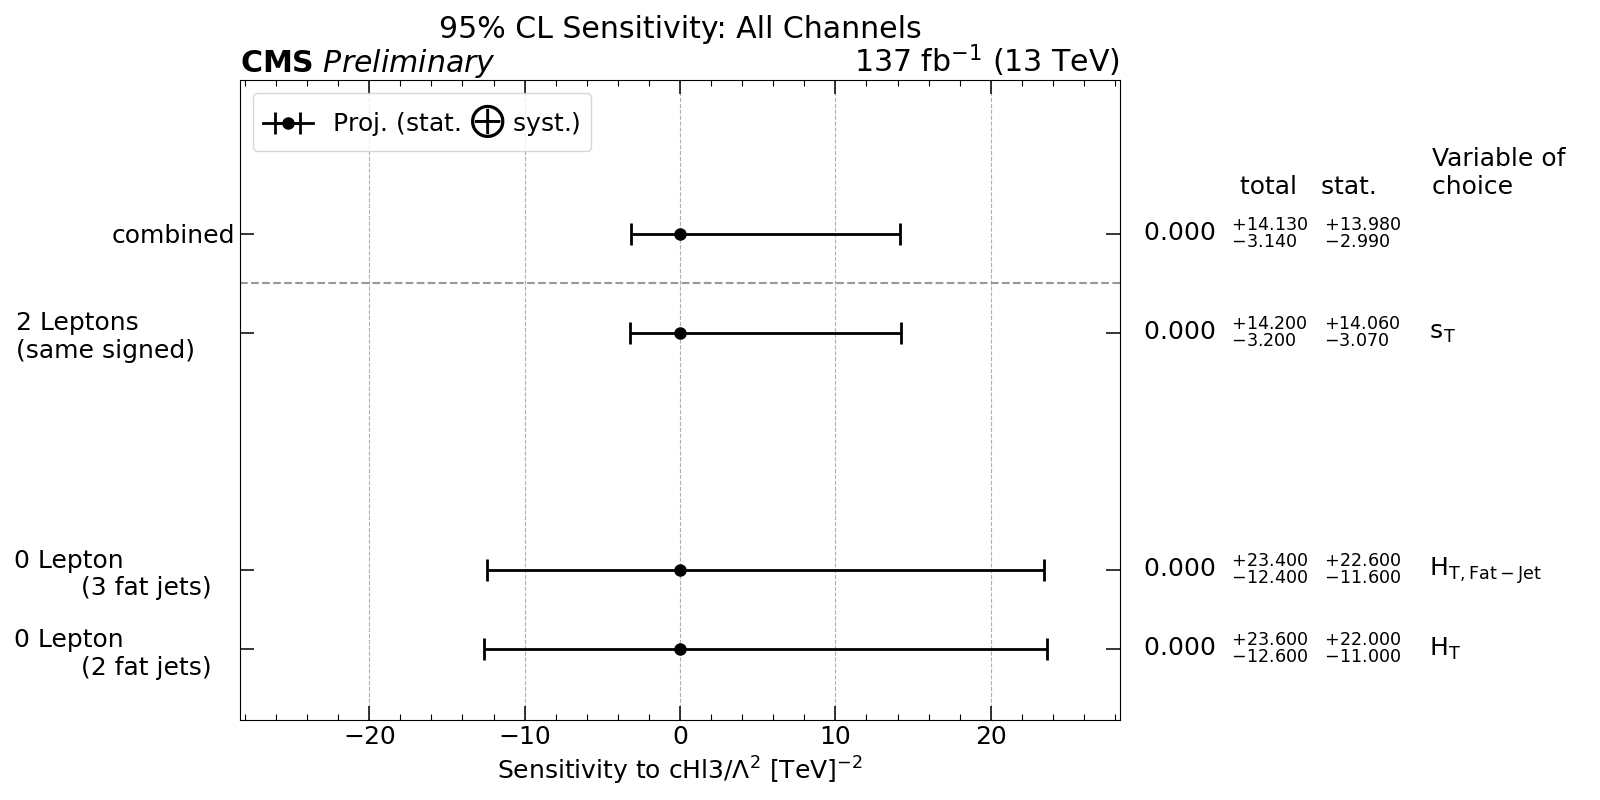 95% CL Sensitivity: All Channels
CMS Preliminary 137 fb⁻¹ (13 TeV)
Proj. (stat. ⊕ syst.)
Variable of
choice
total stat.
combined 0.000 +14.130 −3.140 +13.980 −2.990
2 Leptons
(same signed)
0.000 +14.200 −3.200 +14.060 −3.070 s_T
0 Lepton
(3 fat jets)
0.000 +23.400 −12.400 +22.600 −11.600 H_T, Fat−Jet
0 Lepton
(2 fat jets)
0.000 +23.600 −12.600 +22.000 −11.000 H_T
−20 −10 0 10 20
Sensitivity to cHl3/Λ² [TeV]⁻²